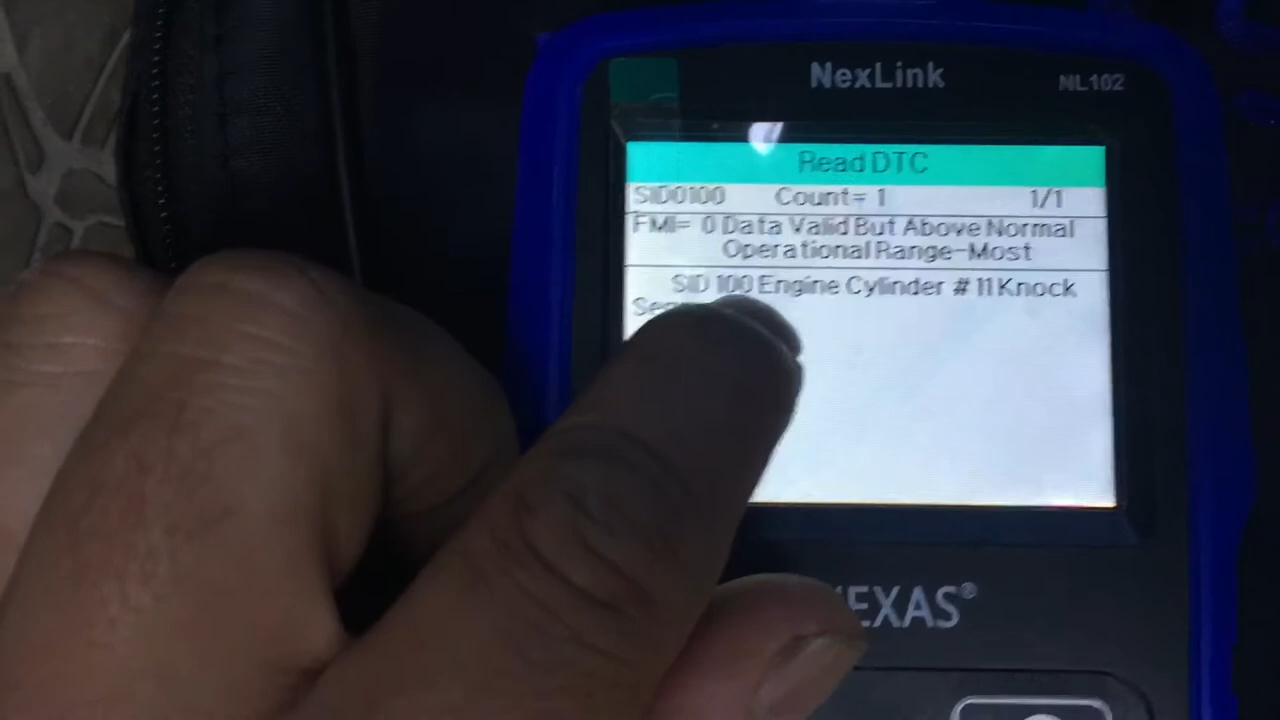 NexLink
NL102
Read DTC
SID0100 Count= 1 1/1
FMI= 0 Data Valid But Above Normal
Operational Range-Most
SID 100 Engine Cylinder # 11 Knock
EXAS®